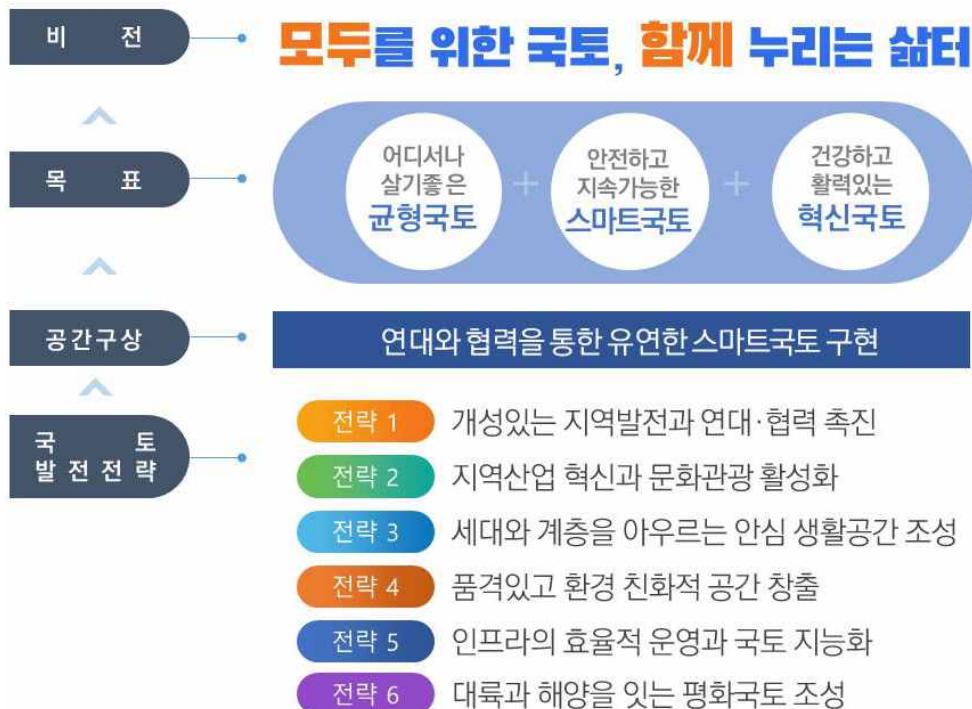 비 전
모두를 위한 국토, 함께 누리는 삶터
목 표
어디서나
살기좋은
균형국토
+
안전하고
지속가능한
스마트국토
+
건강하고
활력있는
혁신국토
공간구상
연대와 협력을 통한 유연한 스마트국토 구현
국 토
발전전략
전략 1 개성있는 지역발전과 연대·협력 촉진
전략 2 지역산업 혁신과 문화관광 활성화
전략 3 세대와 계층을 아우르는 안심 생활공간 조성
전략 4 품격있고 환경 친화적 공간 창출
전략 5 인프라의 효율적 운영과 국토 지능화
전략 6 대륙과 해양을 잇는 평화국토 조성